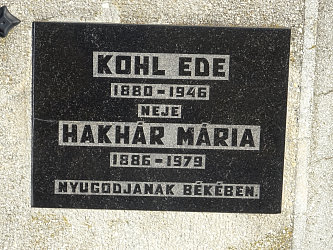 KOHL EDE
1880-1946
NEJE
HAKHÁR MÁRIA
1886-1979
NYUGODJANAK BÉKÉBEN.